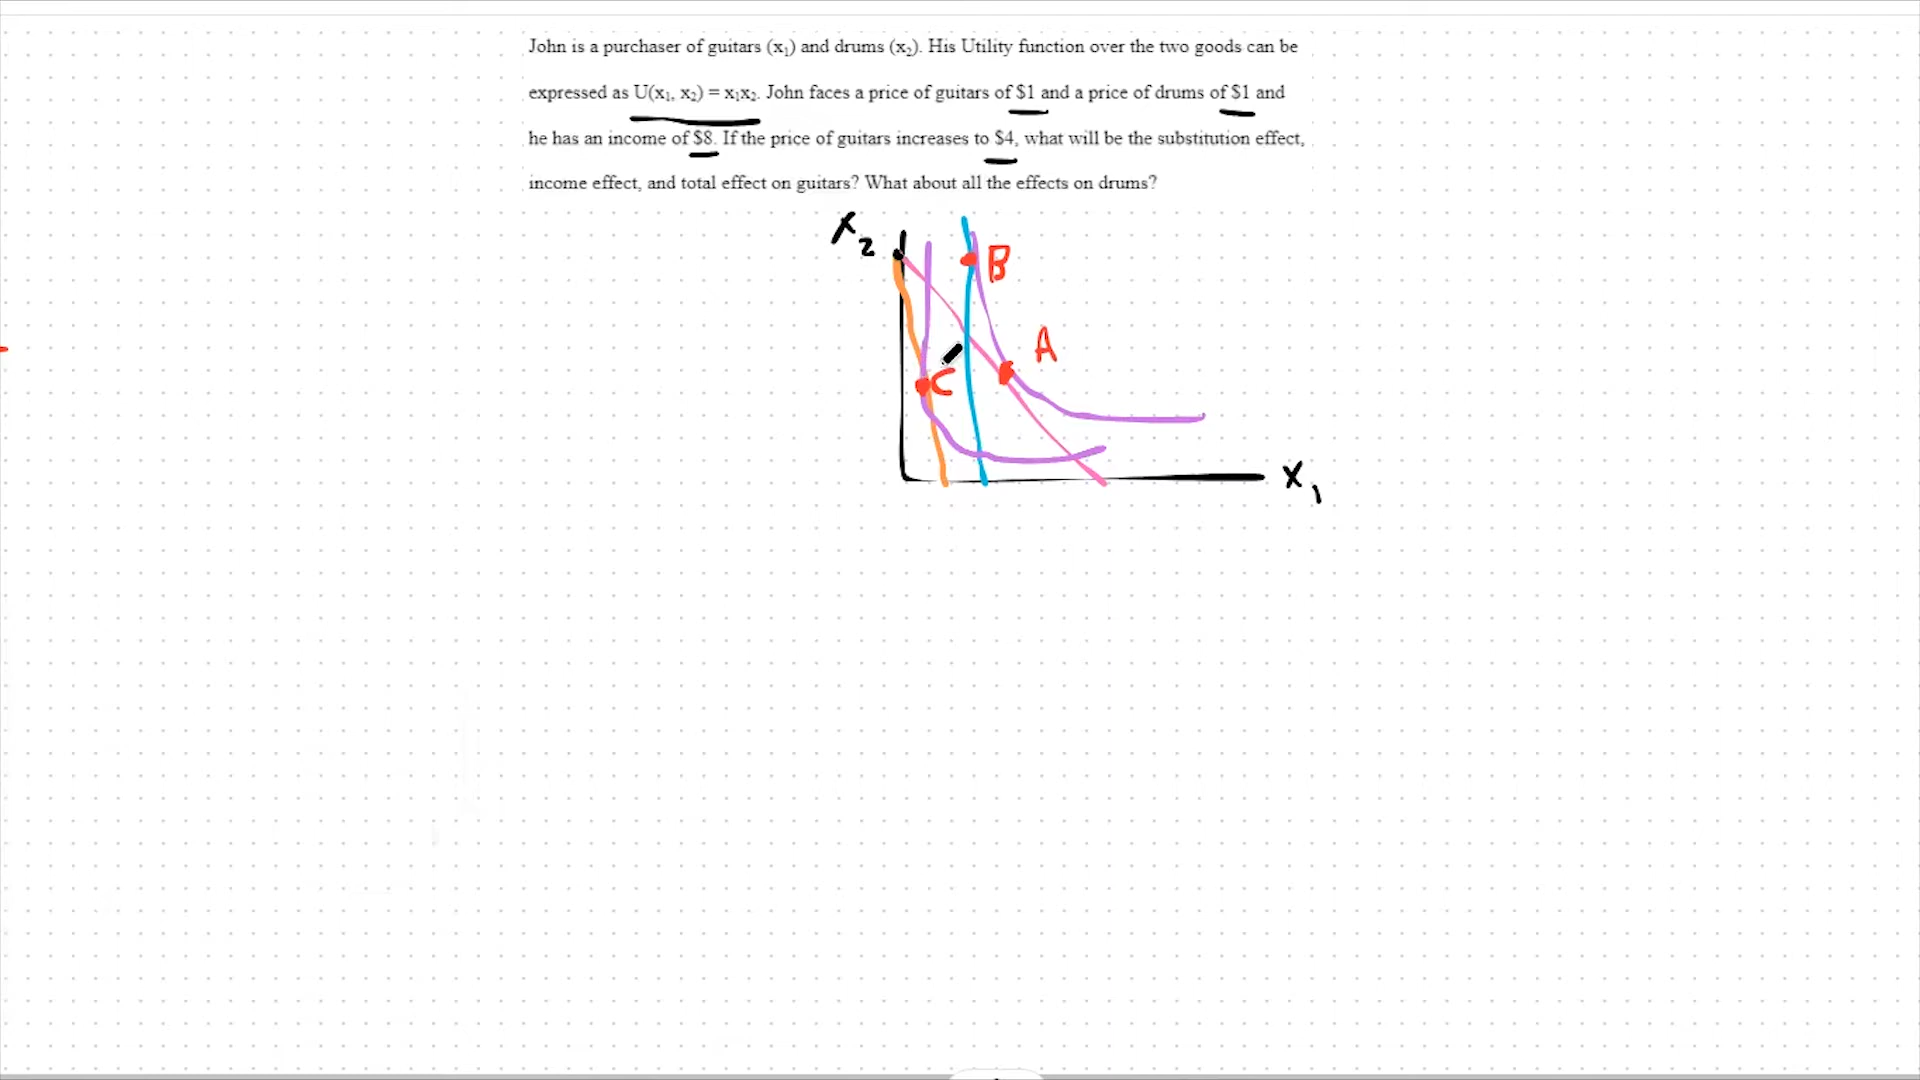 John is a purchaser of guitars (x₁) and drums (x₂). His Utility function over the two goods can be
expressed as U(x₁, x₂) = x₁x₂. John faces a price of guitars of $1 and a price of drums of $1 and
he has an income of $8. If the price of guitars increases to $4, what will be the substitution effect,
income effect, and total effect on guitars? What about all the effects on drums?
X₂
B
A
C
X₁